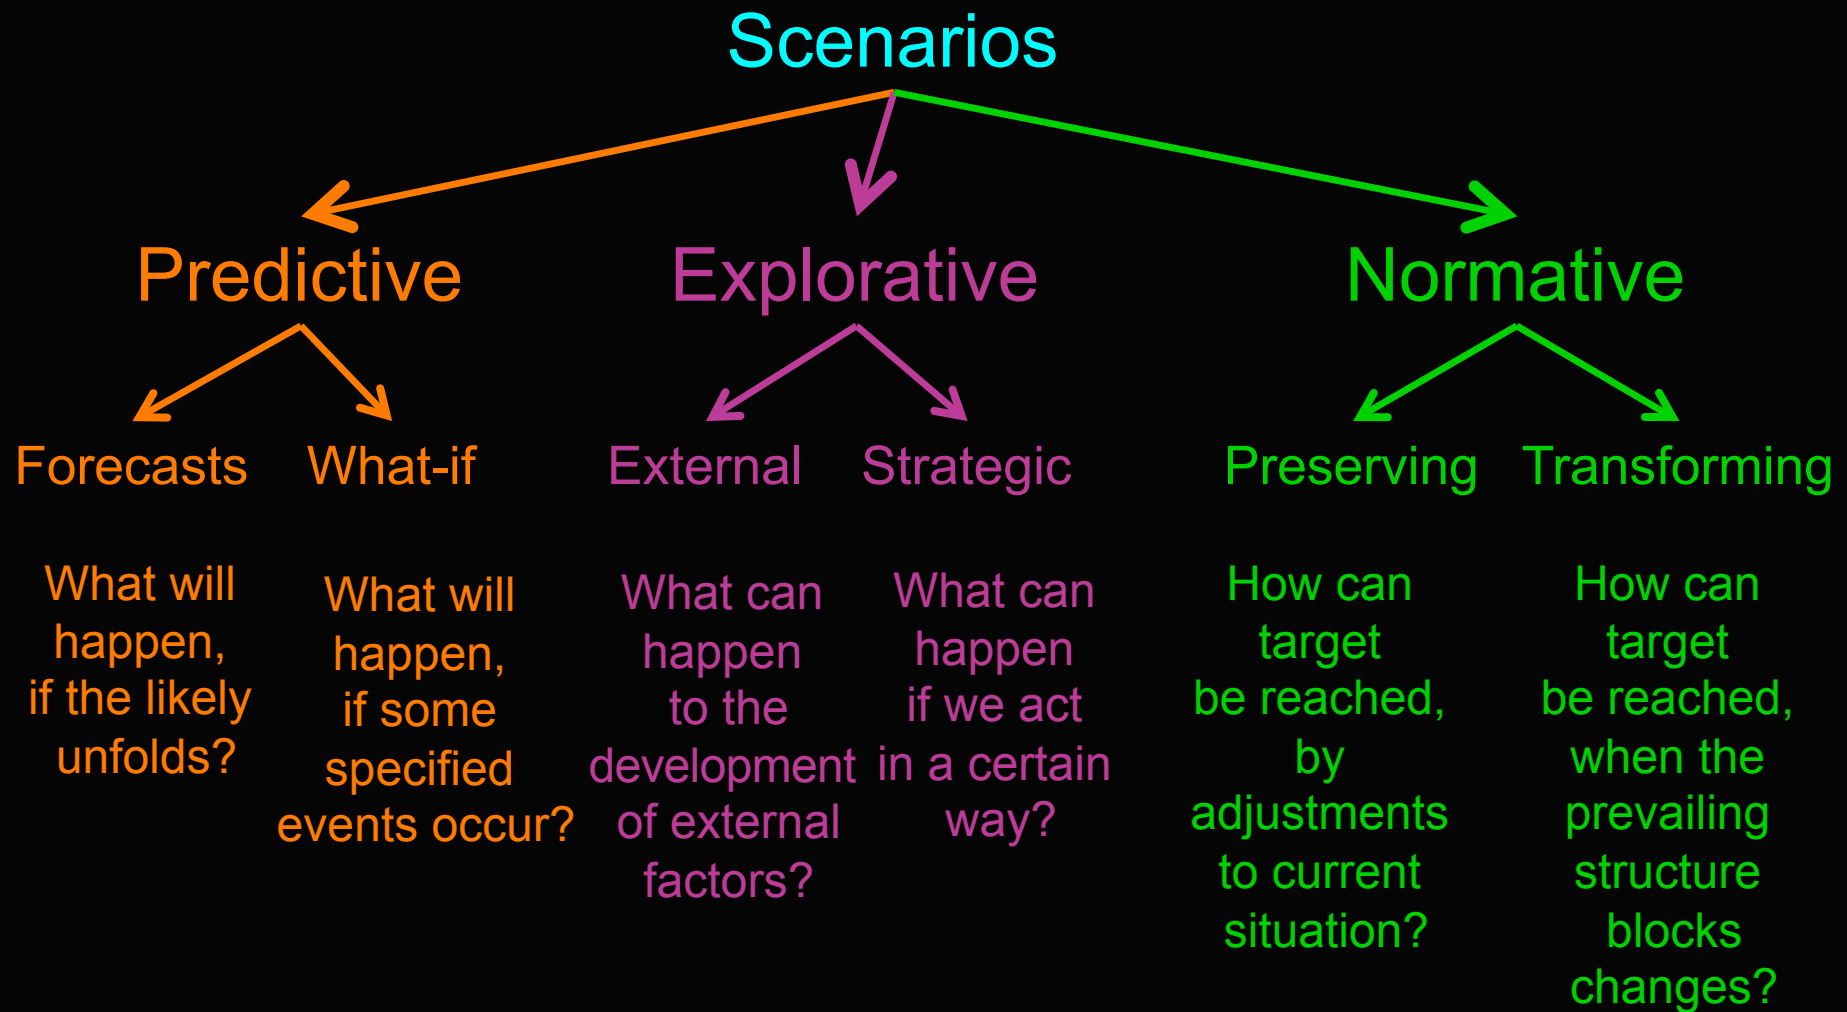 Scenarios
Predictive
Explorative
Normative
Forecasts
What-if
External
Strategic
Preserving
Transforming
What will
happen,
if the likely
unfolds?
What will
happen,
if some
specified
events occur?
What can
happen
to the
development
of external
factors?
What can
happen
if we act
in a certain
way?
How can
target
be reached,
by
adjustments
to current
situation?
How can
target
be reached,
when the
prevailing
structure
blocks
changes?